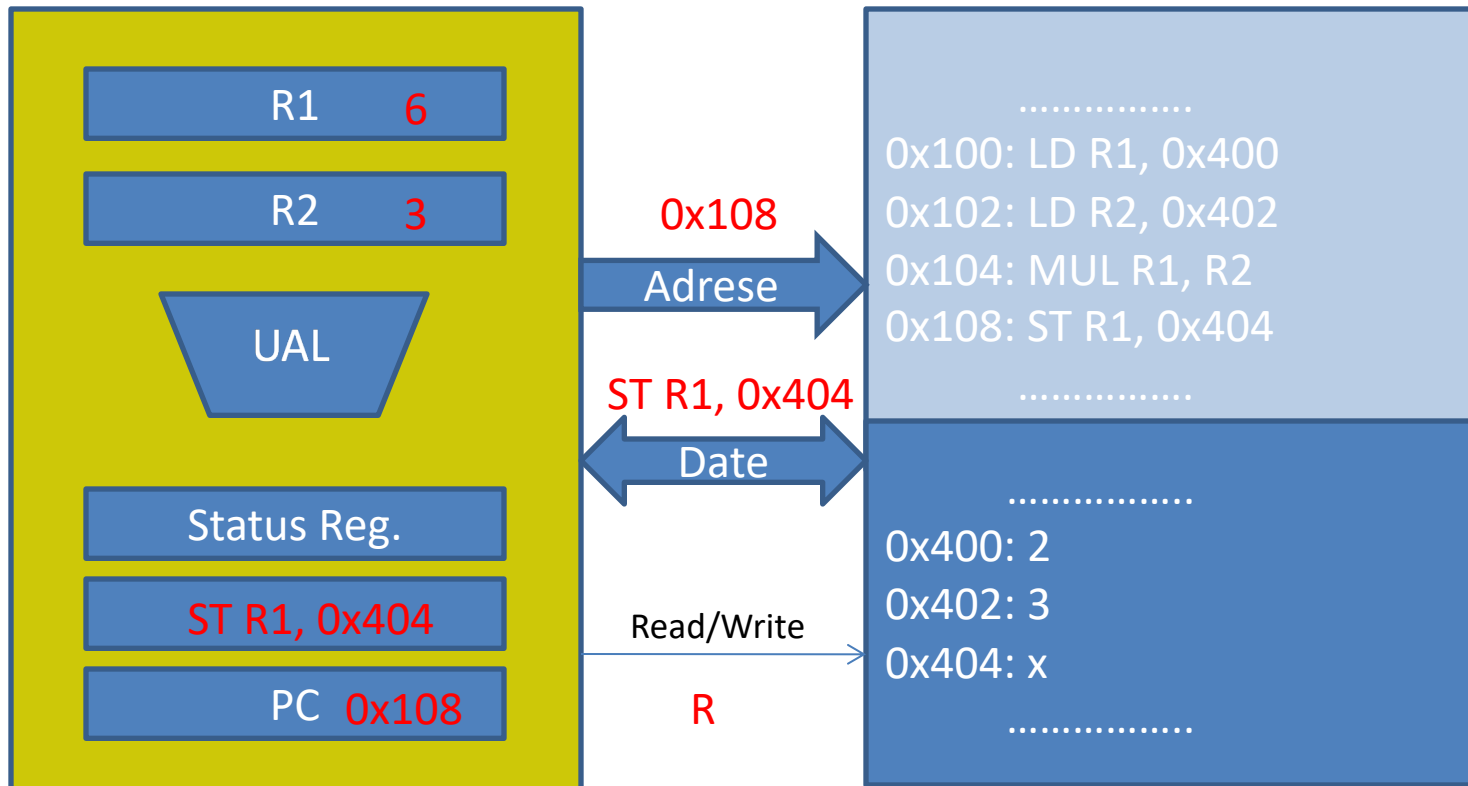 R1 6
R2 3
UAL
Status Reg.
ST R1, 0x404
PC 0x108
0x108
Adrese
ST R1, 0x404
Date
Read/Write
R
................
0x100: LD R1, 0x400
0x102: LD R2, 0x402
0x104: MUL R1, R2
0x108: ST R1, 0x404
................
.................
0x400: 2
0x402: 3
0x404: x
.................